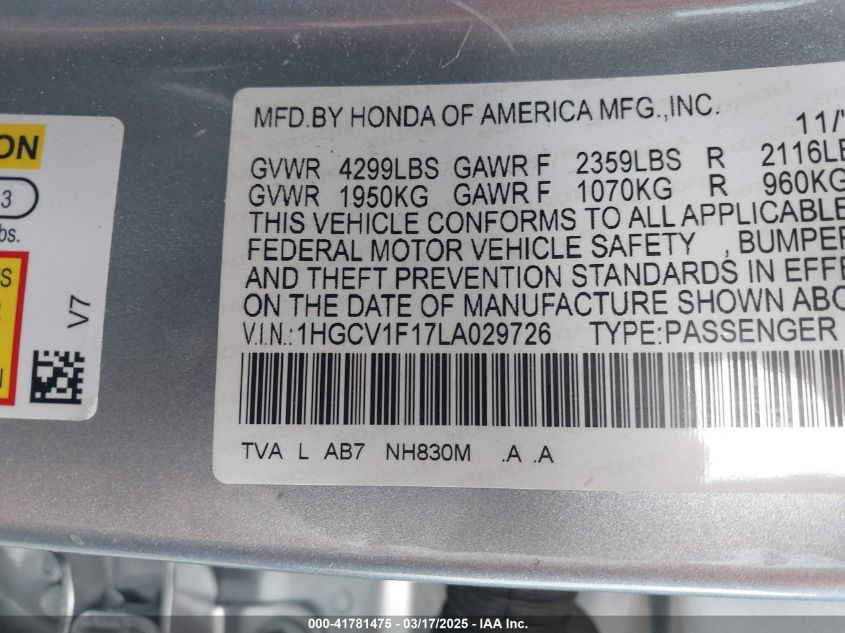 ON
3
bs.
TS
N
V7
MFD.BY HONDA OF AMERICA MFG.,INC. 11/
GVWR 4299LBS GAWR F 2359LBS R 2116LB
GVWR 1950KG GAWR F 1070KG R 960KG
THIS VEHICLE CONFORMS TO ALL APPLICABLE
FEDERAL MOTOR VEHICLE SAFETY , BUMPER
AND THEFT PREVENTION STANDARDS IN EFFE
ON THE DATE OF MANUFACTURE SHOWN ABO
V.I.N.:1HGCV1F17LA029726 TYPE:PASSENGER
TVA L AB7 NH830M .A .A
000-41781475 — 03/17/2025 — IAA Inc.